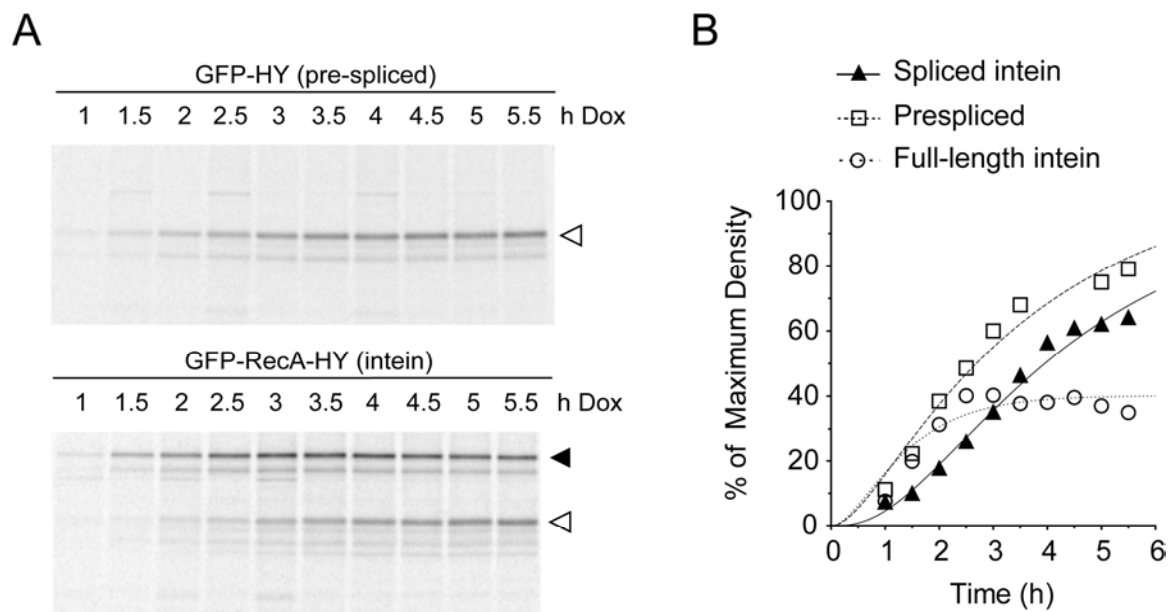 A
GFP-HY (pre-spliced)
1 1.5 2 2.5 3 3.5 4 4.5 5 5.5 h Dox
GFP-RecA-HY (intein)
1 1.5 2 2.5 3 3.5 4 4.5 5 5.5 h Dox
B
Spliced intein
Prespliced
Full-length intein
% of Maximum Density
100
80
60
40
20
0
0 1 2 3 4 5 6
Time (h)